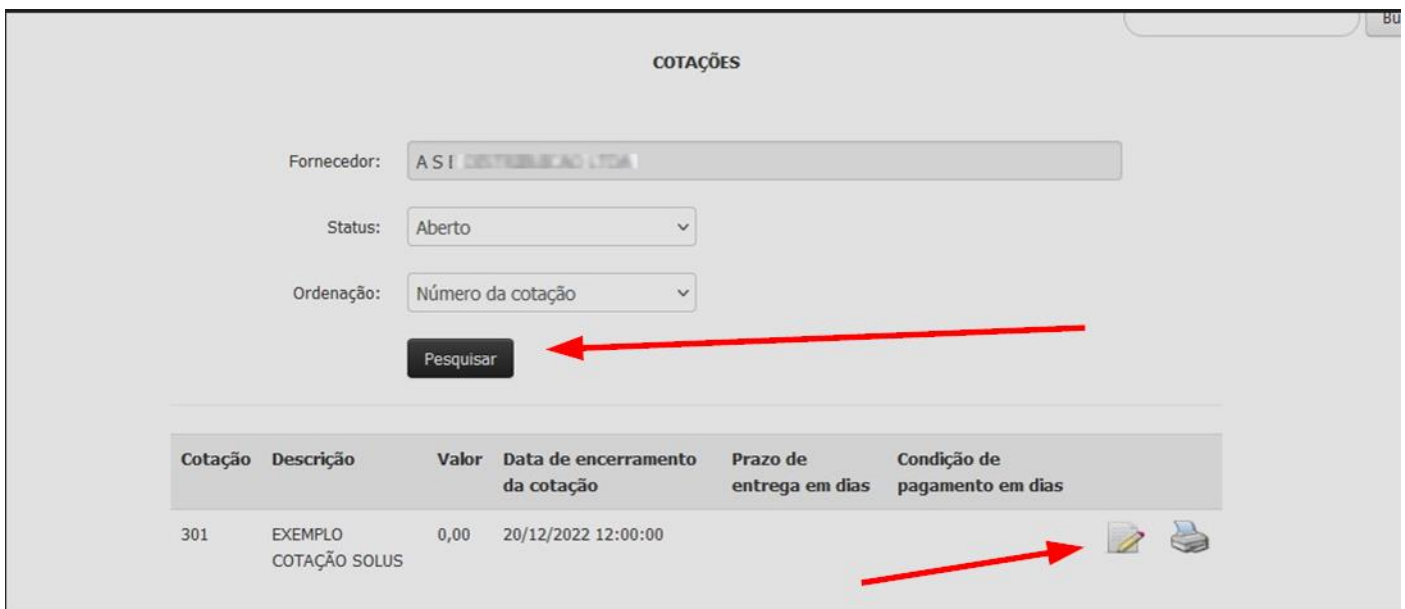 Bu
COTAÇÕES
Fornecedor: A S
Status: Aberto
Ordenação: Número da cotação
Pesquisar
Cotação Descrição Valor Data de encerramento da cotação Prazo de entrega em dias Condição de pagamento em dias
301 EXEMPLO COTAÇÃO SOLUS 0,00 20/12/2022 12:00:00